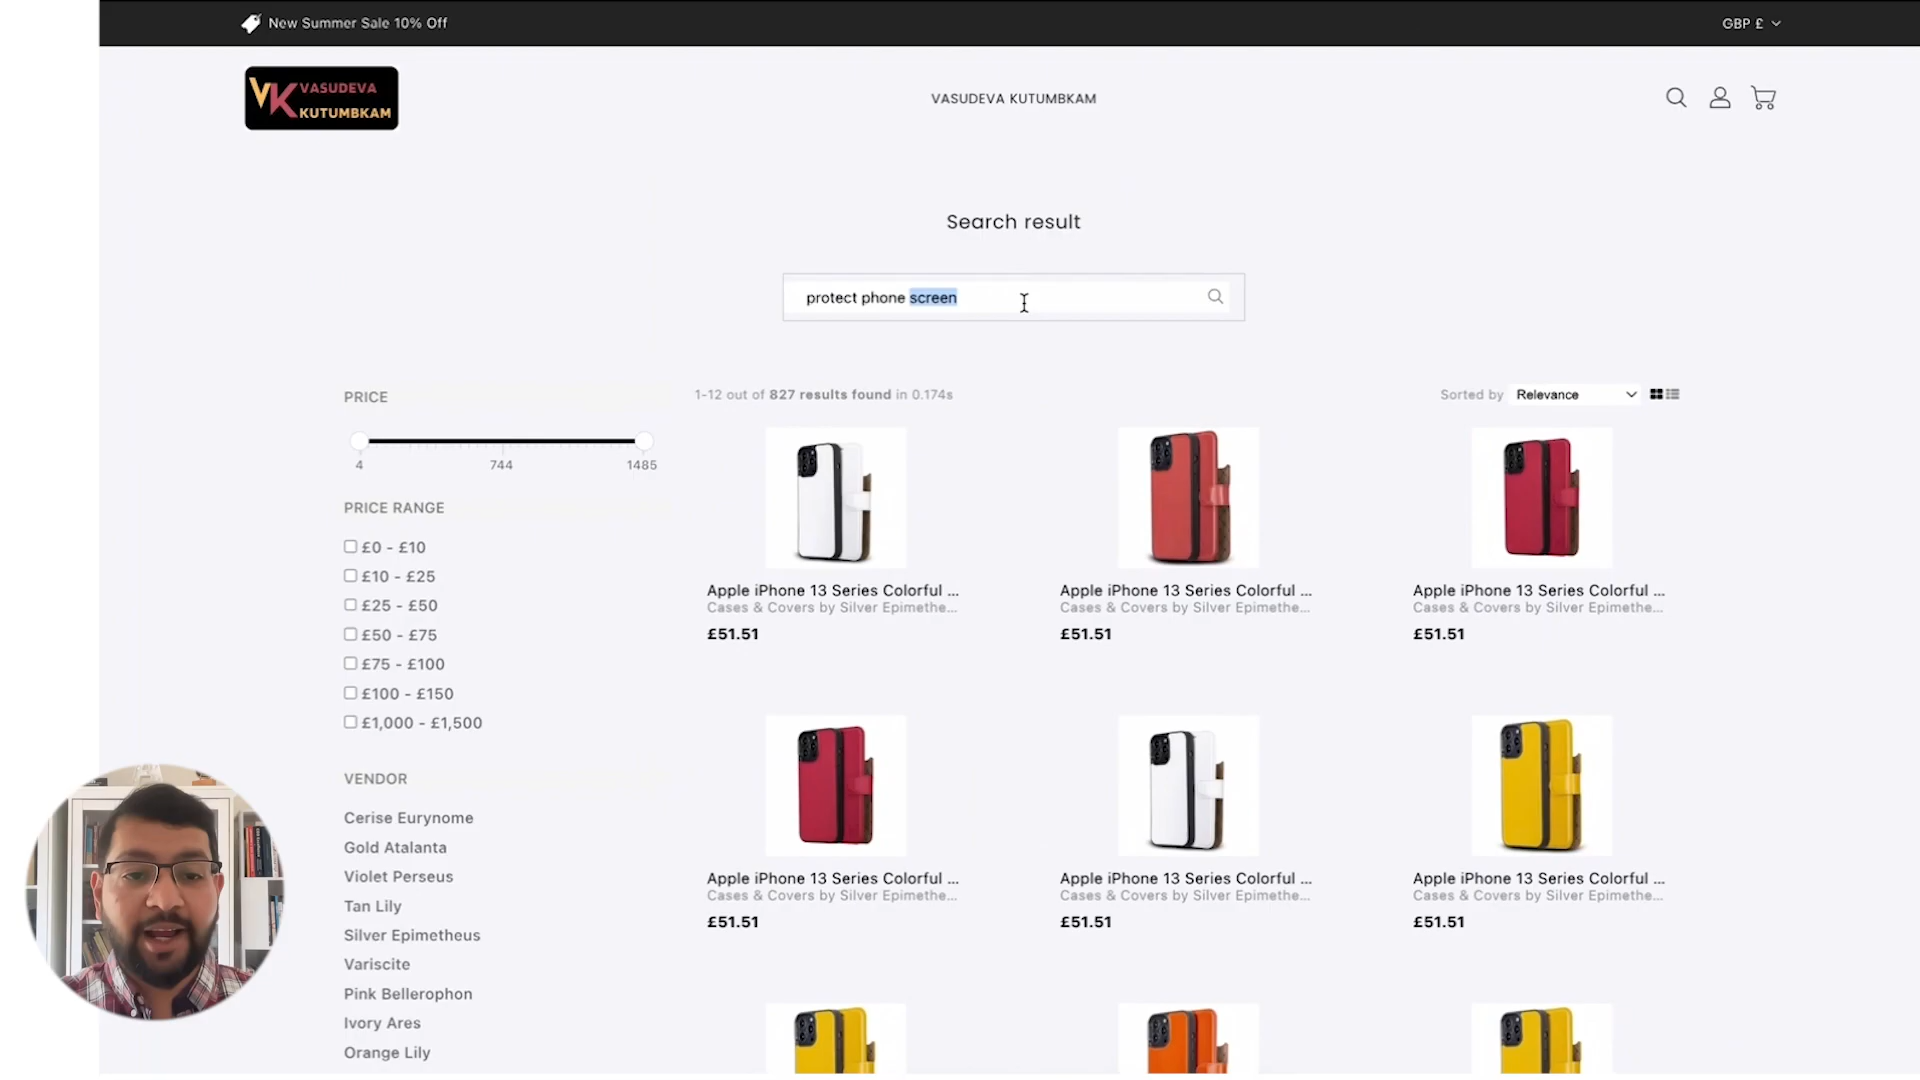 New Summer Sale 10% Off
GBP £
VK VASUDEVA
KUTUMBKAM
VASUDEVA KUTUMBKAM
Search result
protect phone screen
PRICE
4 744 1485
PRICE RANGE
£0 - £10
£10 - £25
£25 - £50
£50 - £75
£75 - £100
£100 - £150
£1,000 - £1,500
VENDOR
Cerise Eurynome
Gold Atalanta
Violet Perseus
Tan Lily
Silver Epimetheus
Variscite
Pink Bellerophon
Ivory Ares
Orange Lily
1-12 out of 827 results found in 0.174s
Sorted by Relevance
Apple iPhone 13 Series Colorful ...
Cases & Covers by Silver Epimethe...
£51.51
Apple iPhone 13 Series Colorful ...
Cases & Covers by Silver Epimethe...
£51.51
Apple iPhone 13 Series Colorful ...
Cases & Covers by Silver Epimethe...
£51.51
Apple iPhone 13 Series Colorful ...
Cases & Covers by Silver Epimethe...
£51.51
Apple iPhone 13 Series Colorful ...
Cases & Covers by Silver Epimethe...
£51.51
Apple iPhone 13 Series Colorful ...
Cases & Covers by Silver Epimethe...
£51.51